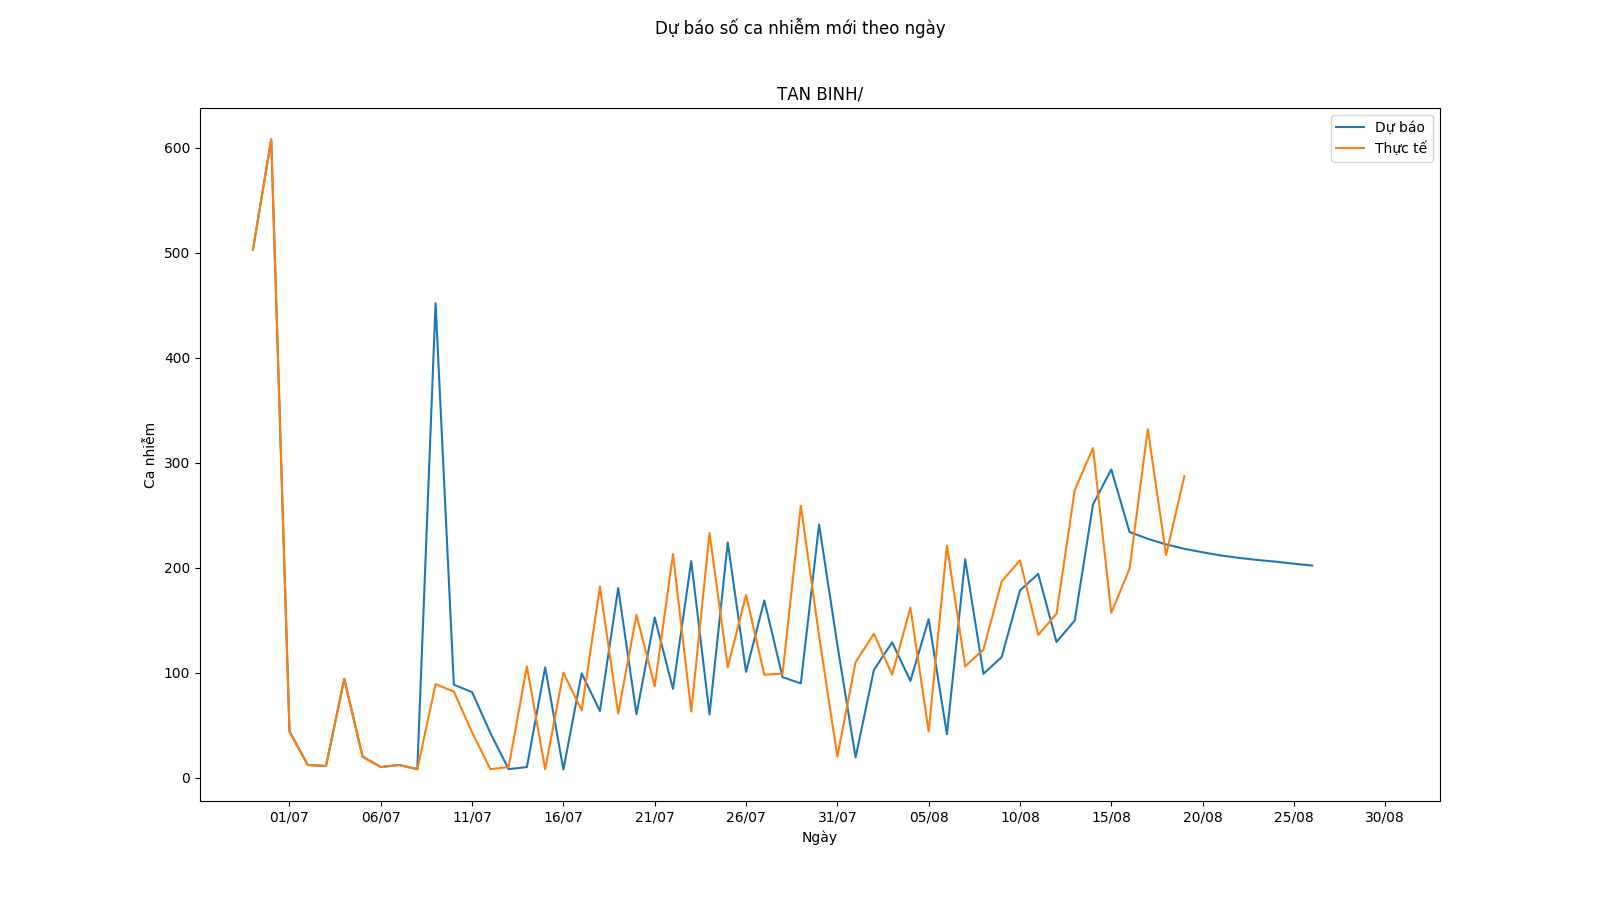 Dự báo số ca nhiễm mới theo ngày
TAN BINH/
Dự báo
Thực tế
600
500
400
300
200
100
0
Ca nhiễm
01/07 06/07 11/07 16/07 21/07 26/07 31/07 05/08 10/08 15/08 20/08 25/08 30/08
Ngày